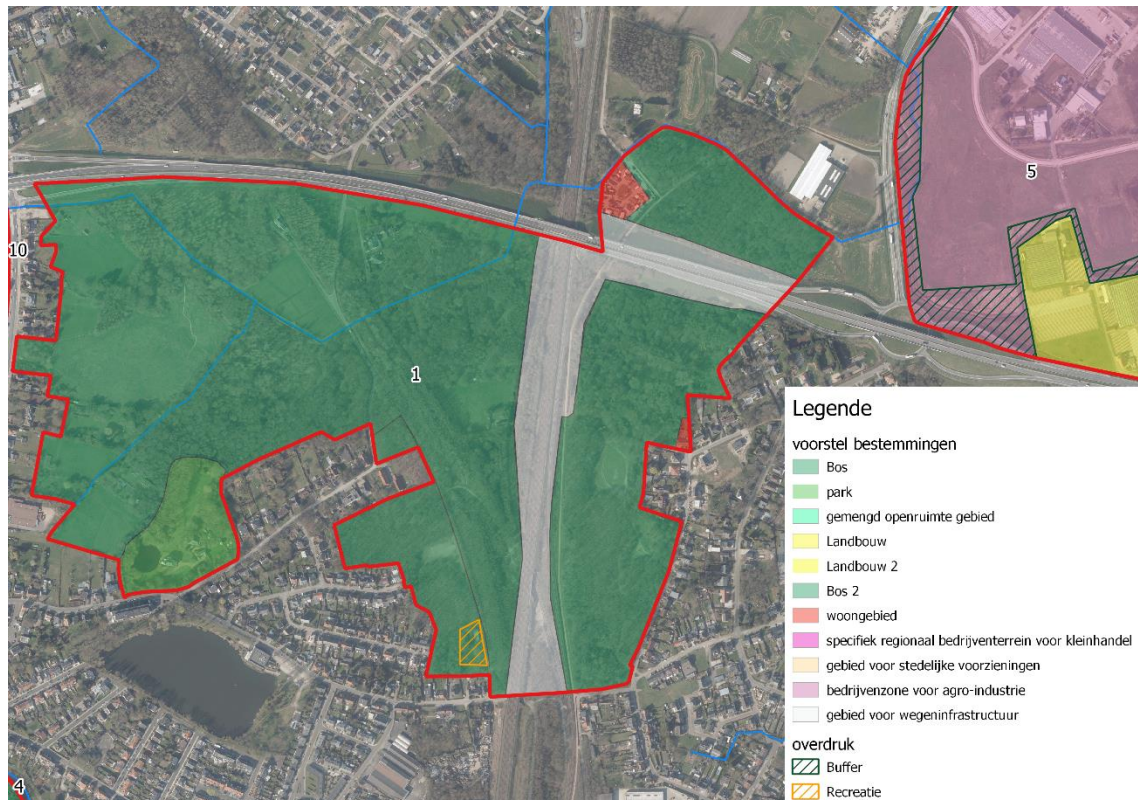 5
10
1
4
Legende
voorstel bestemmingen
Bos
park
gemengd openruimte gebied
Landbouw
Landbouw 2
Bos 2
woongebied
specifiek regionaal bedrijventerrein voor kleinhandel
gebied voor stedelijke voorzieningen
bedrijvenzone voor agro-industrie
gebied voor wegeninfrastructuur
overdruk
Buffer
Recreatie